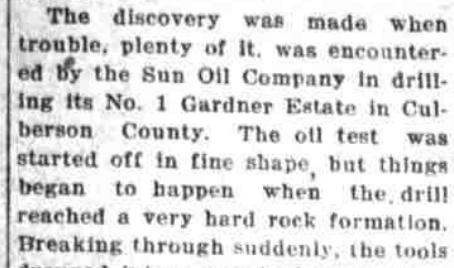 The discovery was made when
trouble, plenty of it, was encounter-
ed by the Sun Oil Company in drill-
ing its No. 1 Gardner Estate in Cul-
berson County. The oil test was
started off in fine shape, but things
began to happen when the drill
reached a very hard rock formation.
Breaking through suddenly, the tools